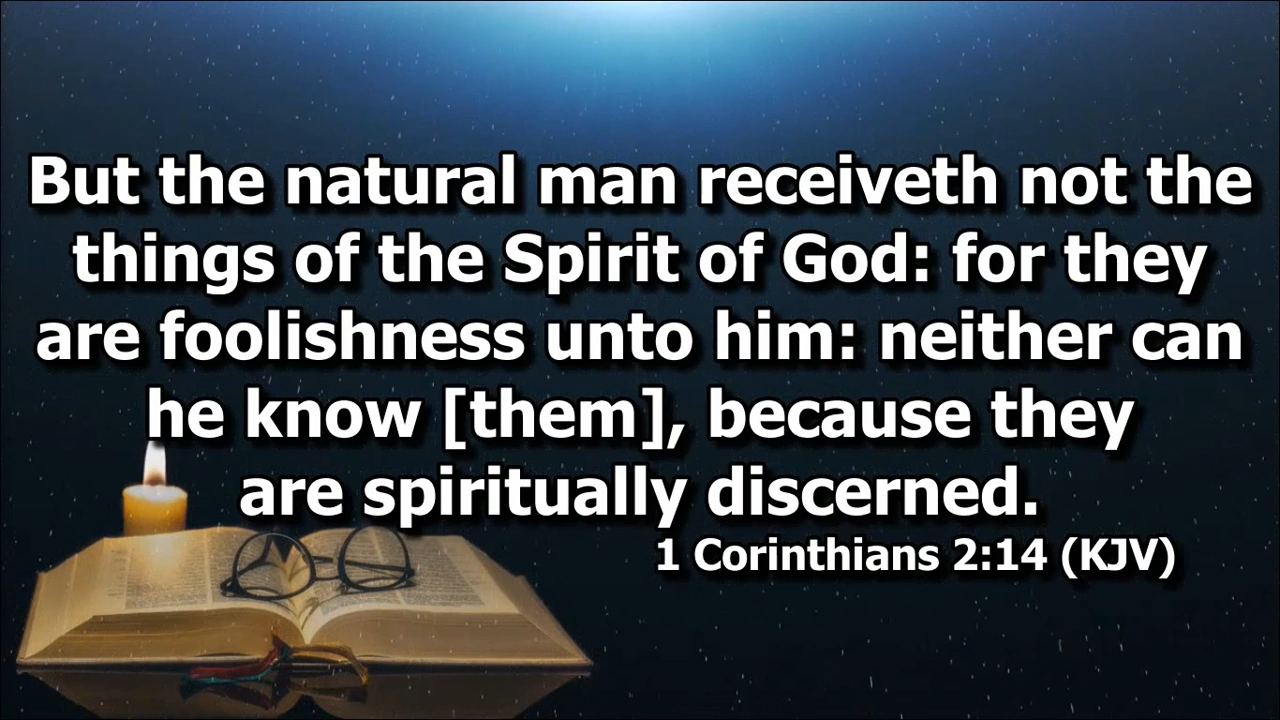 But the natural man receiveth not the
things of the Spirit of God: for they
are foolishness unto him: neither can
he know [them], because they
are spiritually discerned.
1 Corinthians 2:14 (KJV)